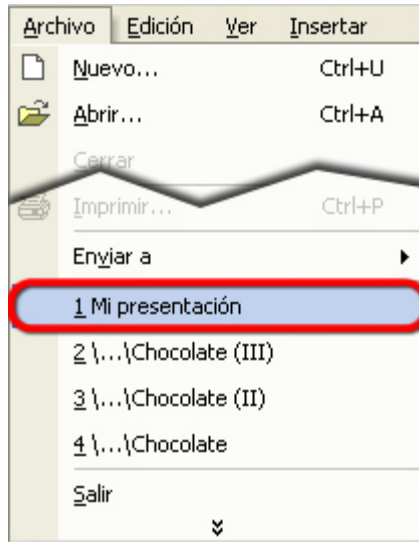 Archivo Edición Ver Insertar
Nuevo... Ctrl+U
Abrir... Ctrl+A
Cerrar
Imprimir... Ctrl+P
Enviar a
1 Mi presentación
2 \...\Chocolate (III)
3 \...\Chocolate (II)
4 \...\Chocolate
Salir